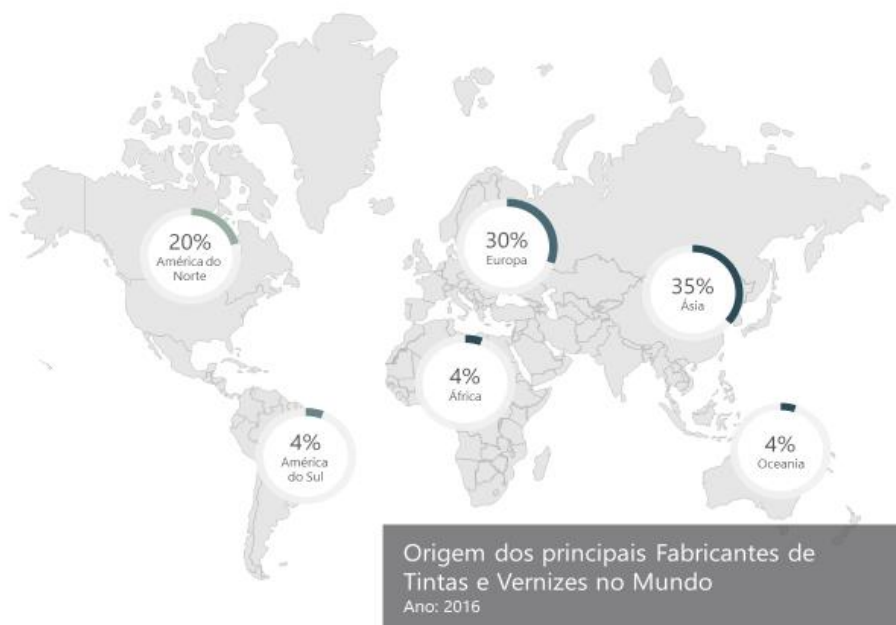 20%
América do
Norte
30%
Europa
35%
Ásia
4%
África
4%
América
do Sul
4%
Oceania
Origem dos principais Fabricantes de
Tintas e Vernizes no Mundo
Ano: 2016